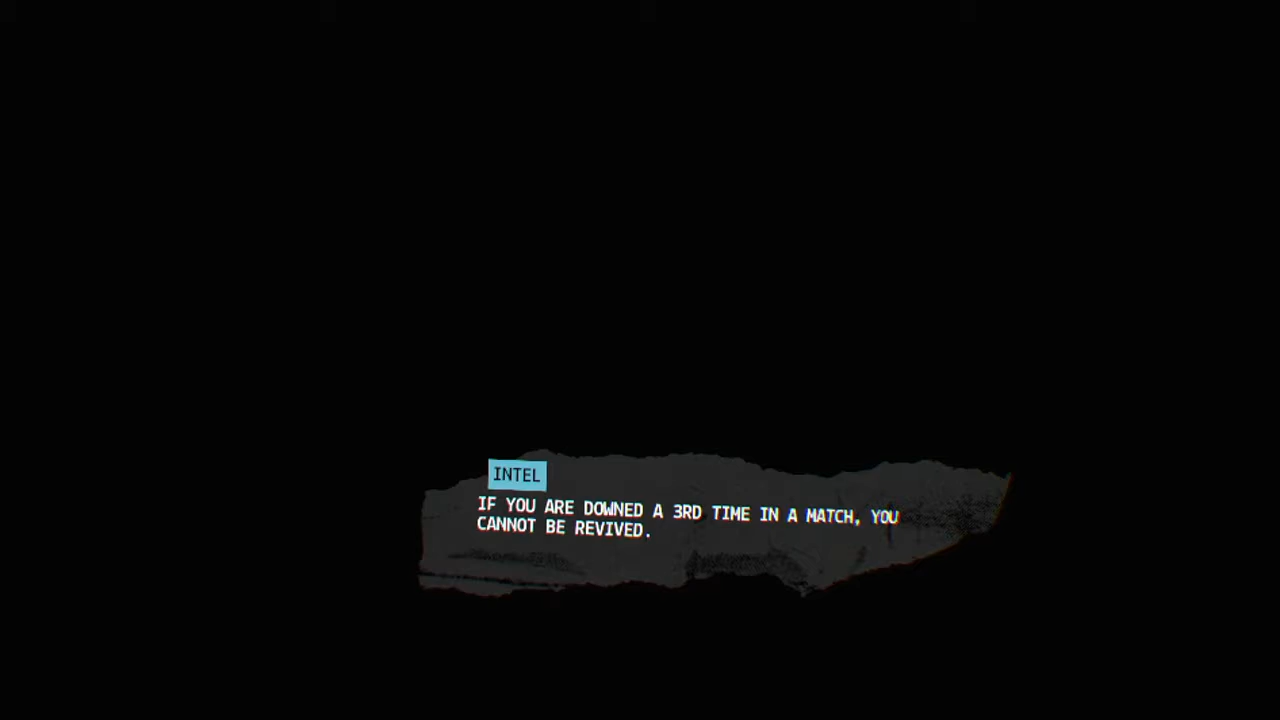 INTEL
IF YOU ARE DOWNED A 3RD TIME IN A MATCH, YOU
CANNOT BE REVIVED.